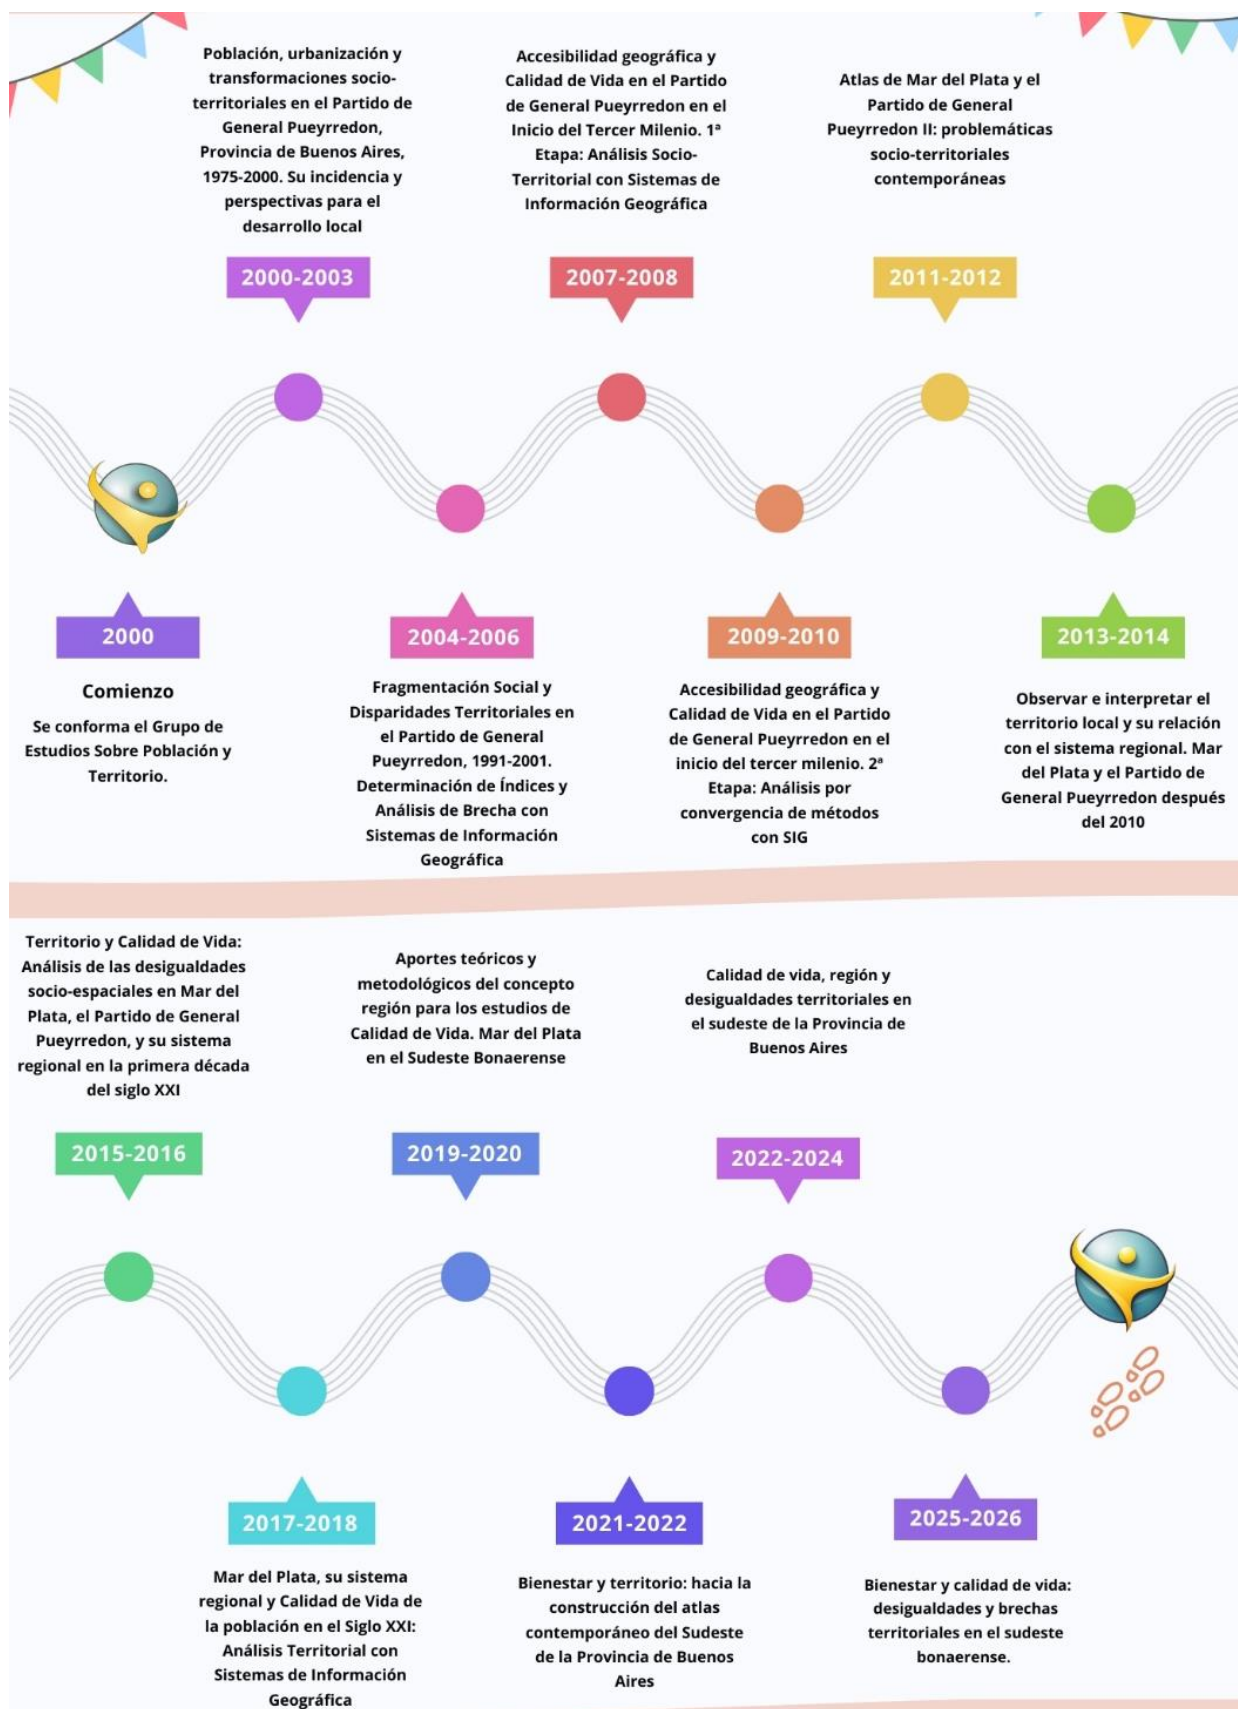 Población, urbanización y
transformaciones socio-
territoriales en el Partido de
General Pueyrredon,
Provincia de Buenos Aires,
1975-2000. Su incidencia y
perspectivas para el
desarrollo local
2000-2003
Accesibilidad geográfica y
Calidad de Vida en el Partido
de General Pueyrredon en el
Inicio del Tercer Milenio. 1ª
Etapa: Análisis Socio-
Territorial con Sistemas de
Información Geográfica
2007-2008
Atlas de Mar del Plata y el
Partido de General
Pueyrredon II: problemáticas
socio-territoriales
contemporáneas
2011-2012
2000
Comienzo
Se conforma el Grupo de
Estudios Sobre Población y
Territorio.
2004-2006
Fragmentación Social y
Disparidades Territoriales en
el Partido de General
Pueyrredon, 1991-2001.
Determinación de Índices y
Análisis de Brecha con
Sistemas de Información
Geográfica
2009-2010
Accesibilidad geográfica y
Calidad de Vida en el Partido
de General Pueyrredon en el
inicio del tercer milenio. 2ª
Etapa: Análisis por
convergencia de métodos
con SIG
2013-2014
Observar e interpretar el
territorio local y su relación
con el sistema regional. Mar
del Plata y el Partido de
General Pueyrredon después
del 2010
Territorio y Calidad de Vida:
Análisis de las desigualdades
socio-espaciales en Mar del
Plata, el Partido de General
Pueyrredon, y su sistema
regional en la primera década
del siglo XXI
2015-2016
Aportes teóricos y
metodológicos del concepto
región para los estudios de
Calidad de Vida. Mar del Plata
en el Sudeste Bonaerense
2019-2020
Calidad de vida, región y
desigualdades territoriales en
el sudeste de la Provincia de
Buenos Aires
2022-2024
2017-2018
Mar del Plata, su sistema
regional y Calidad de Vida de
la población en el Siglo XXI:
Análisis Territorial con
Sistemas de Información
Geográfica
2021-2022
Bienestar y territorio: hacia la
construcción del atlas
contemporáneo del Sudeste
de la Provincia de Buenos
Aires
2025-2026
Bienestar y calidad de vida:
desigualdades y brechas
territoriales en el sudeste
bonaerense.